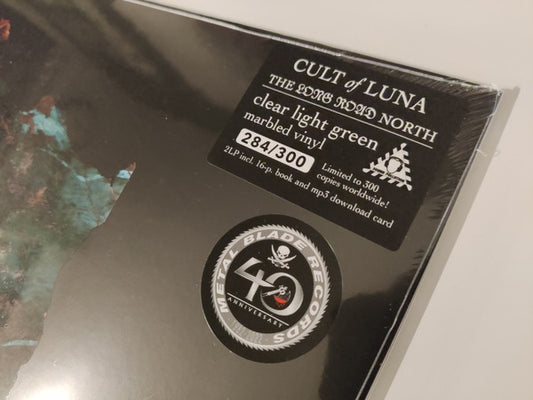 CULT of LUNA
THE LONG ROAD NORTH
clear light green
marbled vinyl
284/300
Limited to 300
copies worldwide!
2LP incl. 16-p. book and mp3 download card
METAL BLADE RECORDS
40
ANNIVERSARY